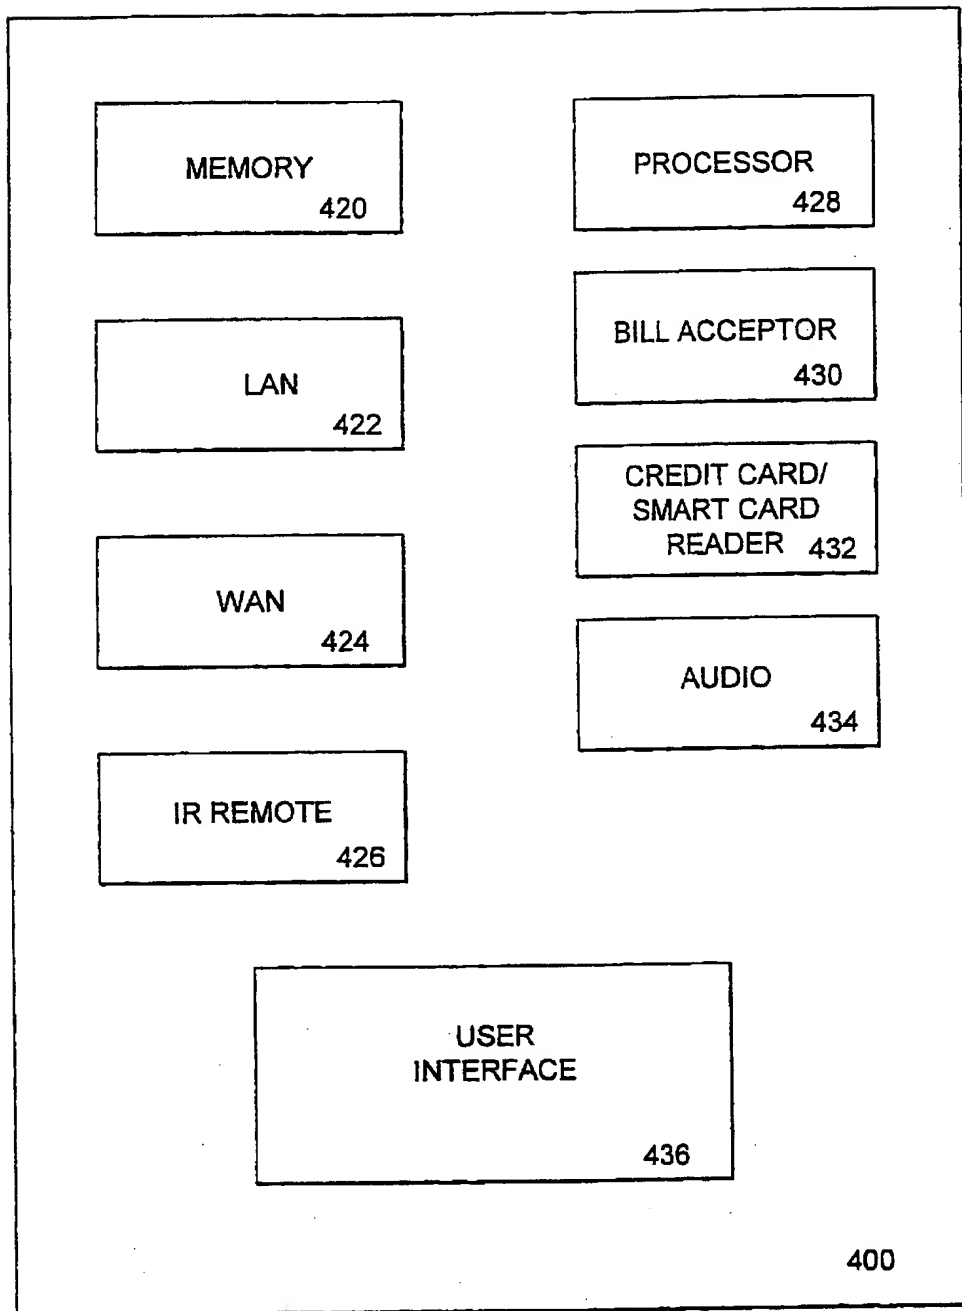 MEMORY
420
PROCESSOR
428
LAN
422
BILL ACCEPTOR
430
WAN
424
CREDIT CARD/
SMART CARD
READER 432
IR REMOTE
426
AUDIO
434
USER
INTERFACE
436
400